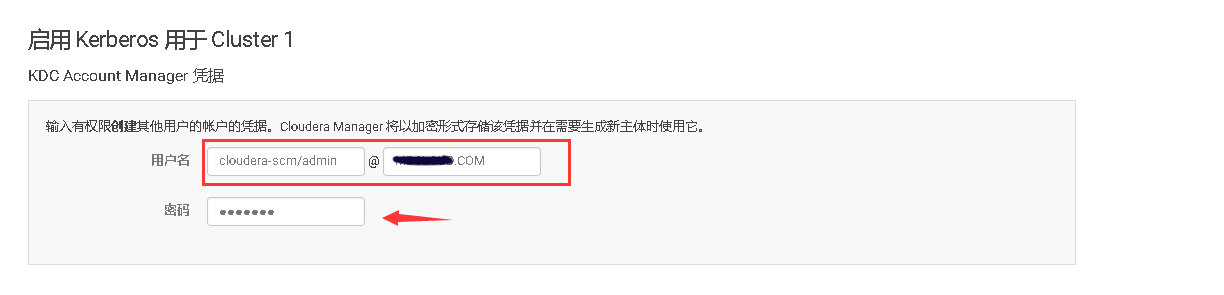 启用 Kerberos 用于 Cluster 1
KDC Account Manager 凭据
输入有权限创建其他用户的帐户的凭据。Cloudera Manager 将以加密形式存储该凭据并在需要生成新主体时使用它。
用户名 cloudera-scm/admin @ .COM
密码 ●●●●●●●